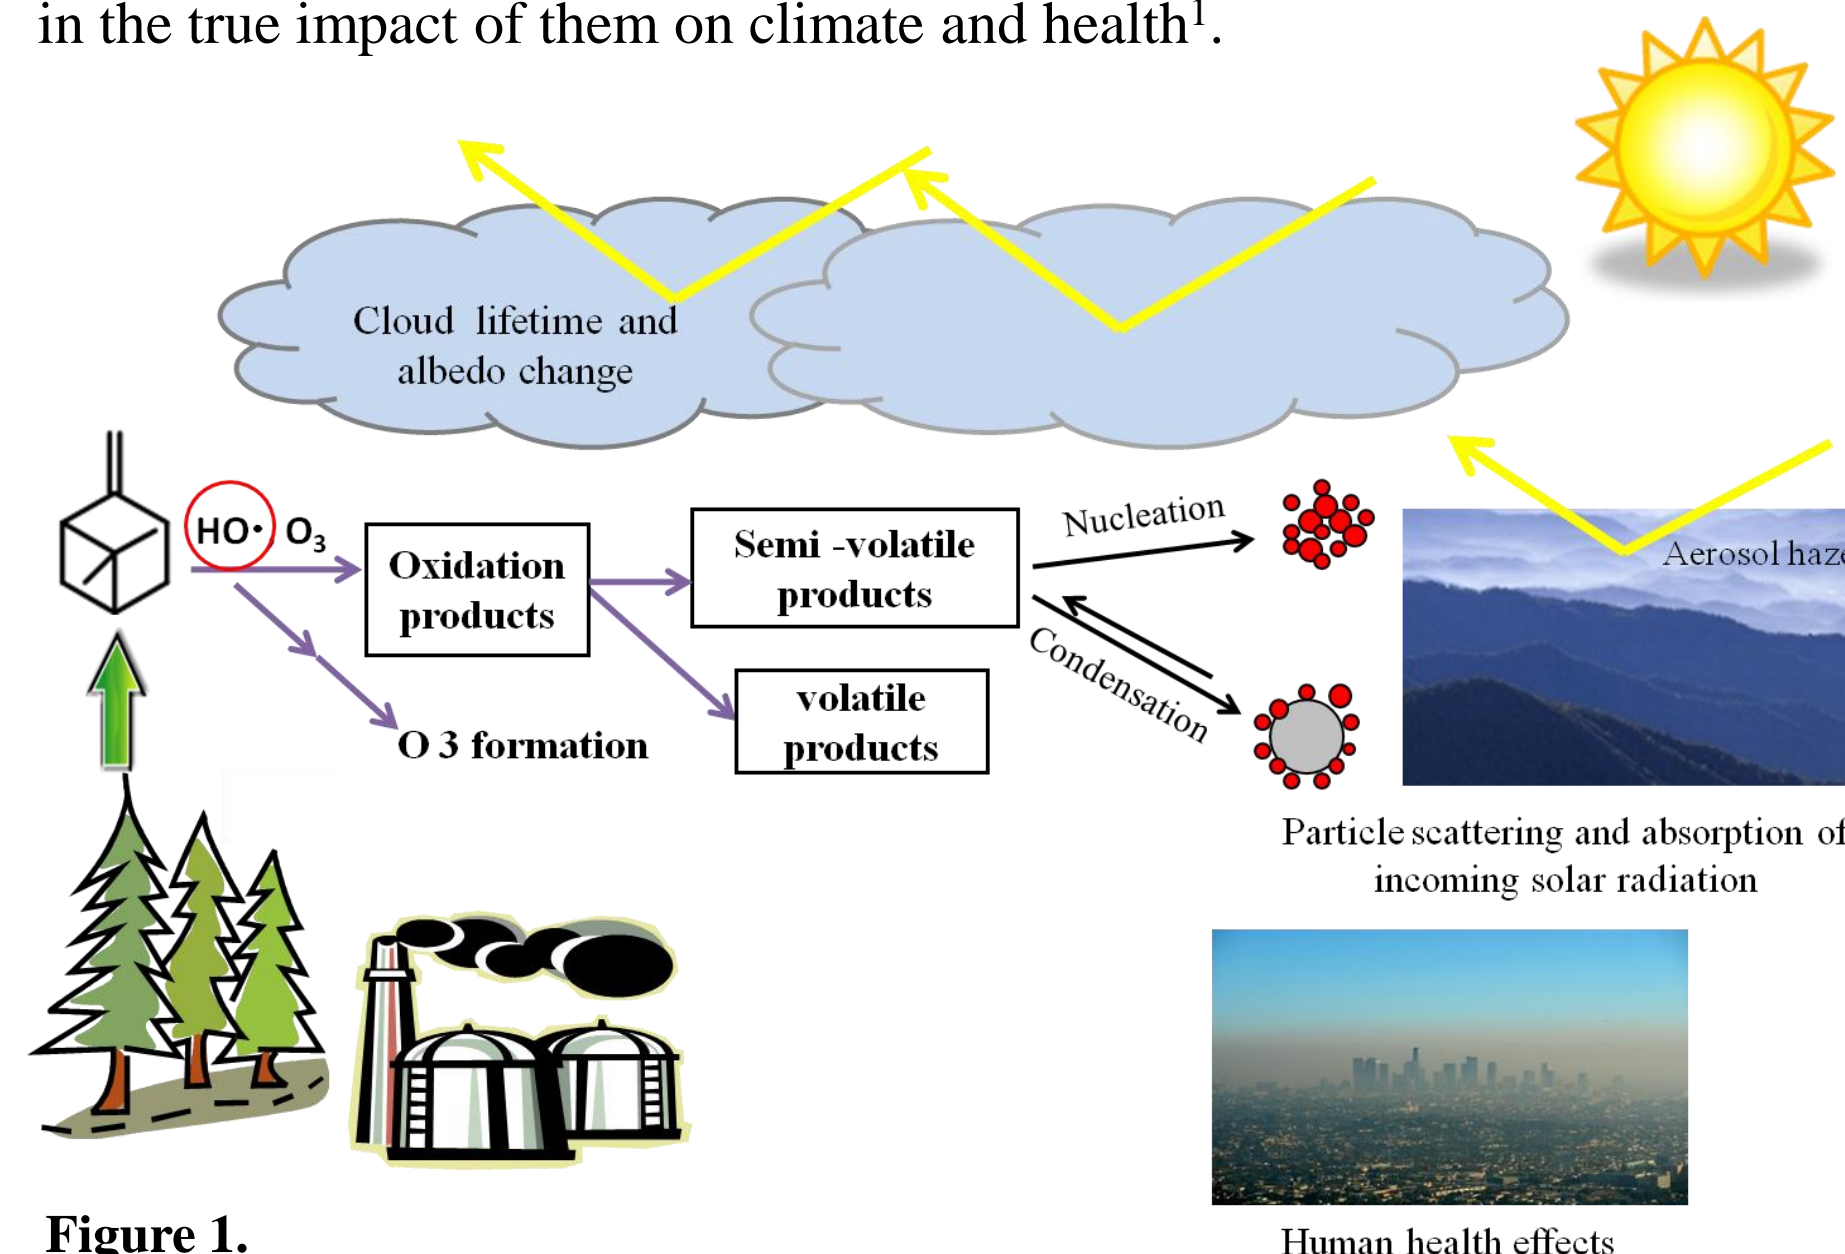 in the true impact of them on climate and health¹.
Cloud lifetime and
albedo change
HO· O₃
Oxidation
products
Semi -volatile
products
Nucleation
Condensation
volatile
products
O 3 formation
Aerosol haze
Particle scattering and absorption of
incoming solar radiation
Human health effects
Figure 1.